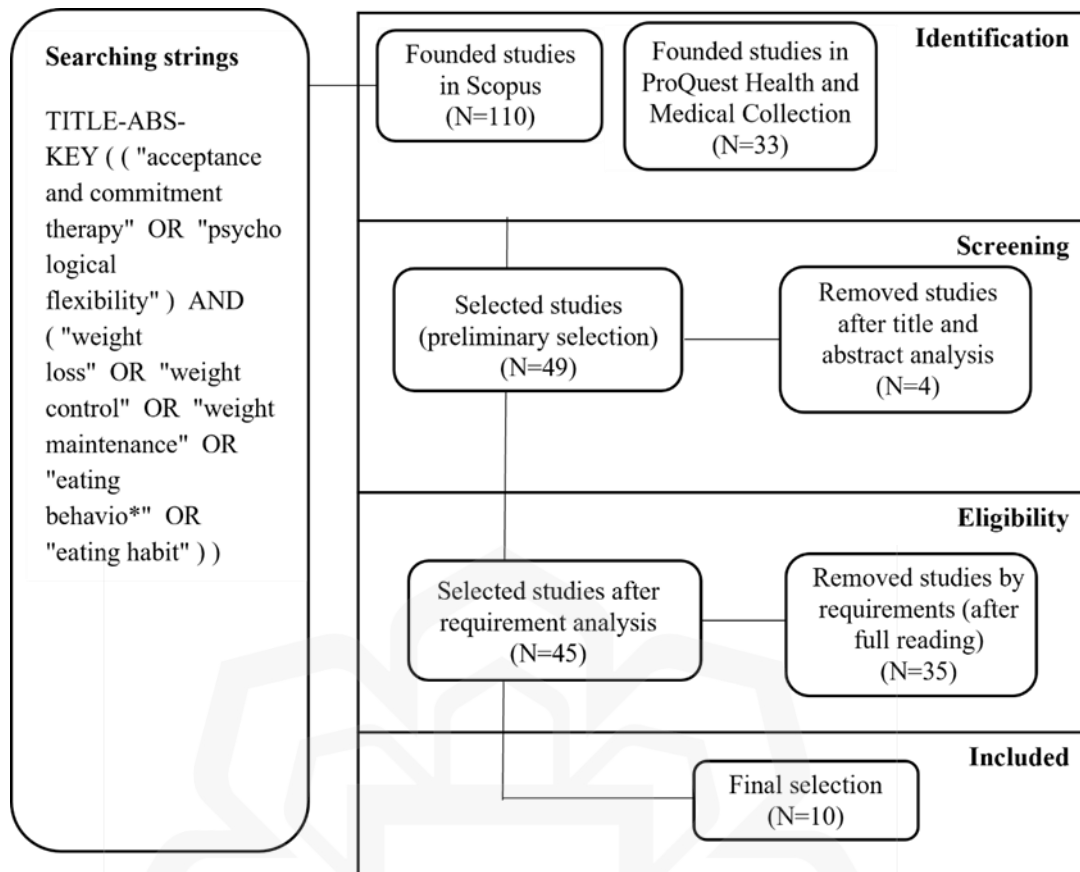 Searching strings
TITLE-ABS-
KEY ( ( "acceptance
and commitment
therapy" OR "psycho
logical
flexibility" ) AND
( "weight
loss" OR "weight
control" OR "weight
maintenance" OR
"eating
behavio*" OR
"eating habit" ) )
Identification
Founded studies
in Scopus
(N=110)
Founded studies in
ProQuest Health and
Medical Collection
(N=33)
Screening
Selected studies
(preliminary selection)
(N=49)
Removed studies
after title and
abstract analysis
(N=4)
Eligibility
Selected studies after
requirement analysis
(N=45)
Removed studies by
requirements (after
full reading)
(N=35)
Included
Final selection
(N=10)